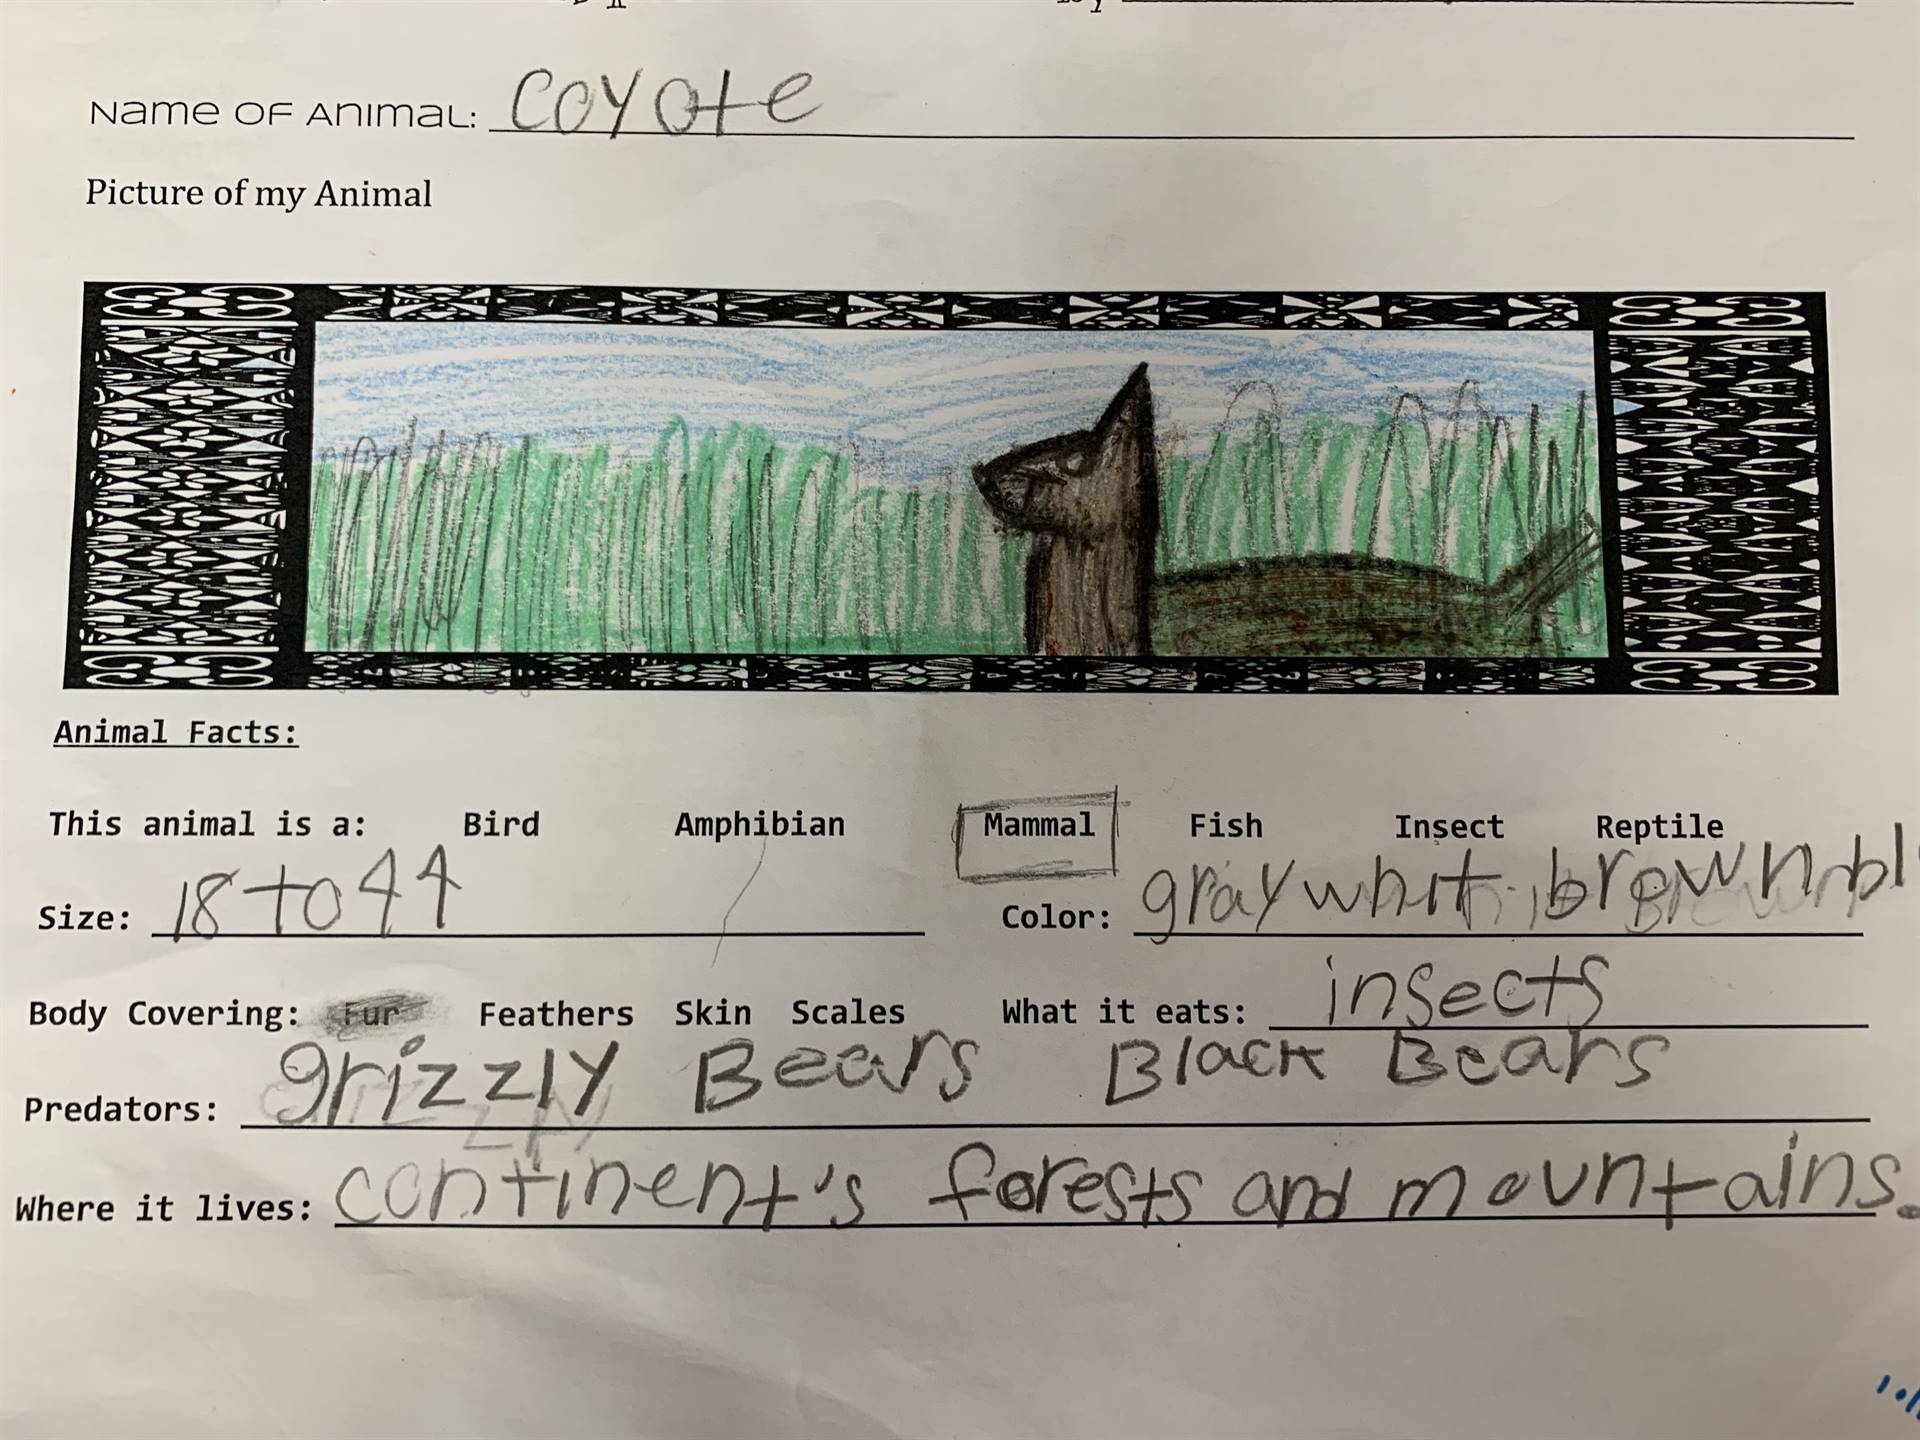 Name of Animal: coyote
Picture of my Animal
Animal Facts:
This animal is a: Bird Amphibian Mammal Fish Insect Reptile
Size: 18 to 44 Color: gray whit brown bl
Body Covering: Fur Feathers Skin Scales What it eats: insects
Predators: grizzly Bears Black Bears
Where it lives: continent's forests and mountains.